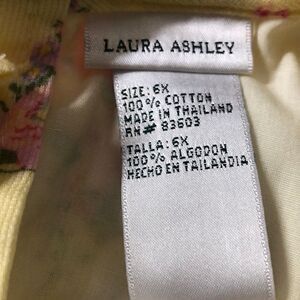 LAURA ASHLEY
SIZE: 6X
100% COTTON
MADE IN THAILAND
RN# 83603
TALLA: 6X
100% ALGODON
HECHO EN TAILANDIA